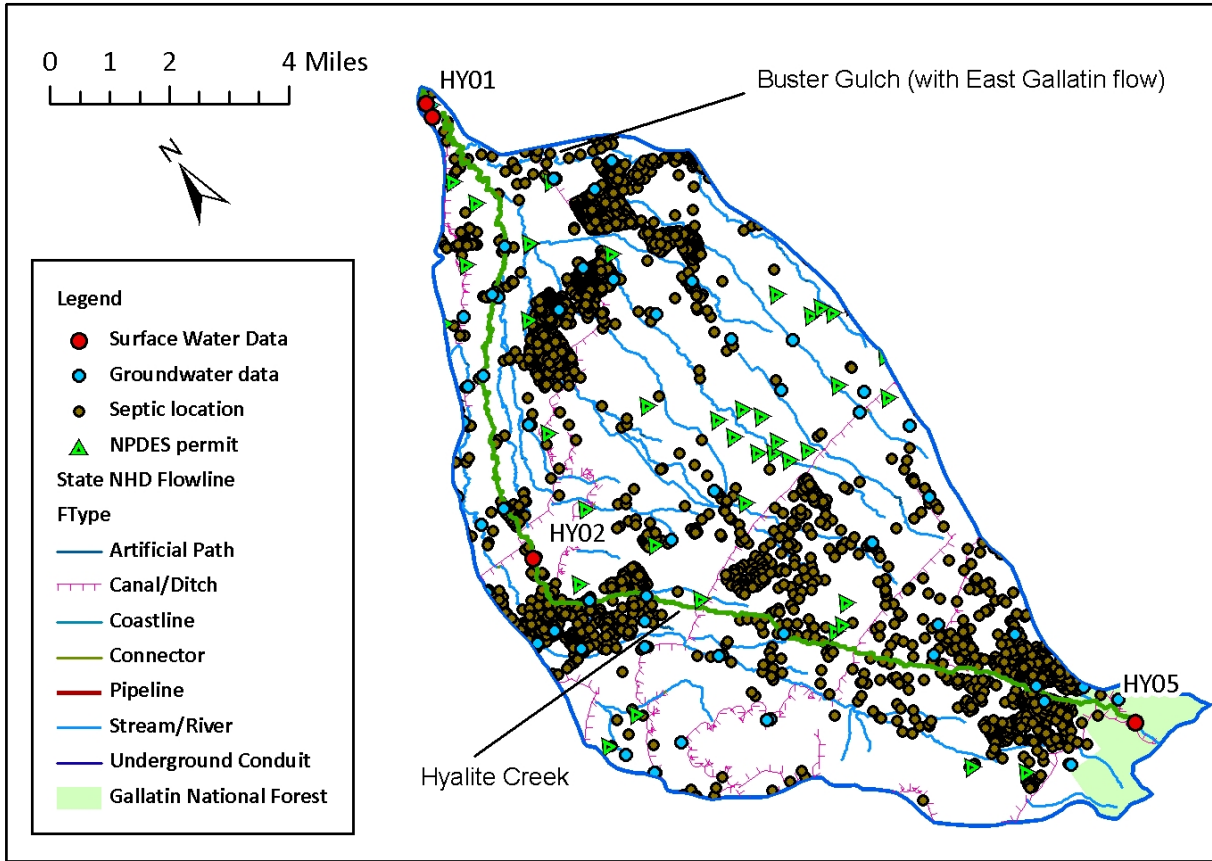 0 1 2 4 Miles
HY01
Buster Gulch (with East Gallatin flow)
N
Legend
Surface Water Data
Groundwater data
Septic location
NPDES permit
State NHD Flowline
FType
Artificial Path
Canal/Ditch
Coastline
Connector
Pipeline
Stream/River
Underground Conduit
Gallatin National Forest
HY02
HY05
Hyalite Creek